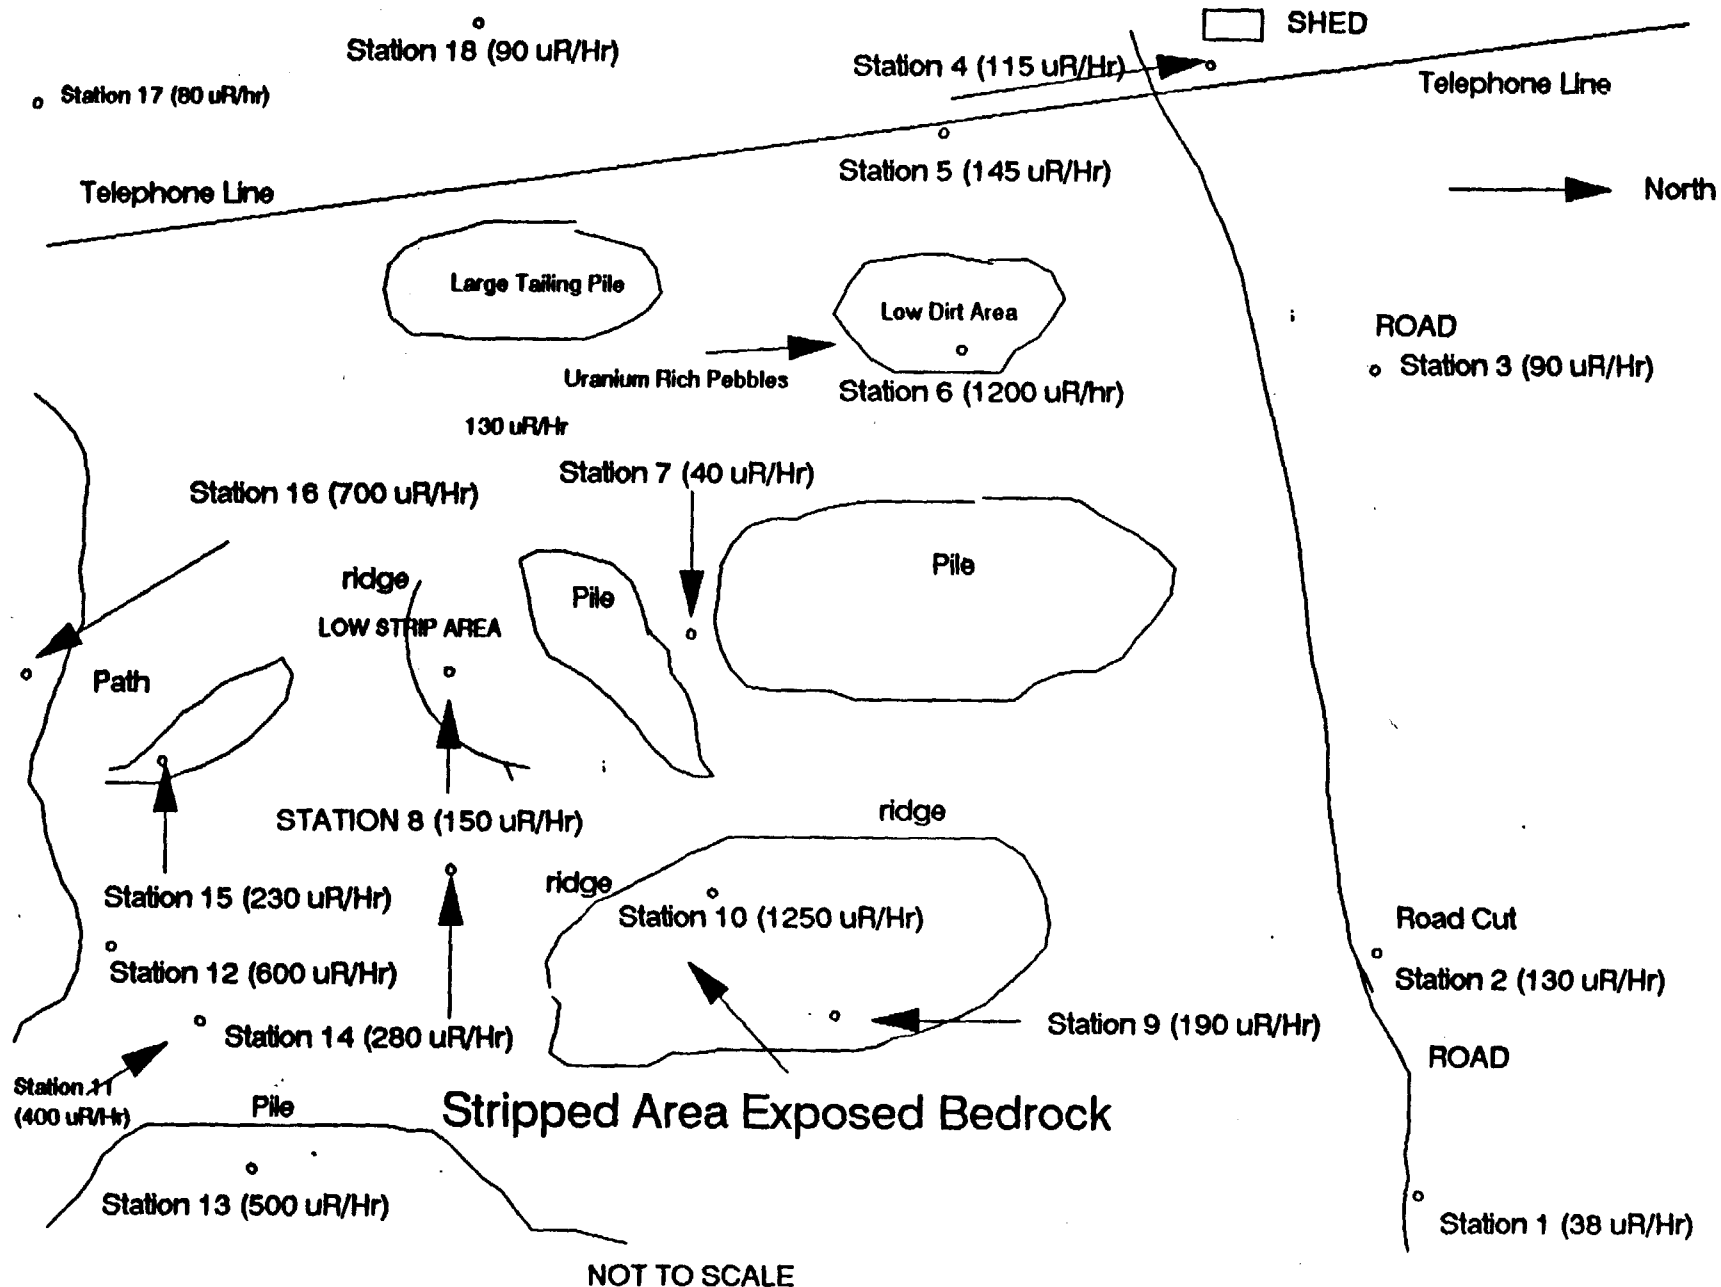 SHED
Station 18 (90 uR/Hr)
Station 4 (115 uR/Hr)
Station 17 (80 uR/hr)
Telephone Line
Station 5 (145 uR/Hr)
Telephone Line
North
Large Tailing Pile
Low Dirt Area
ROAD
Station 3 (90 uR/Hr)
Uranium Rich Pebbles
Station 6 (1200 uR/hr)
130 uR/Hr
Station 7 (40 uR/Hr)
Station 16 (700 uR/Hr)
Pile
ridge
Pile
LOW STRIP AREA
Path
ridge
STATION 8 (150 uR/Hr)
ridge
Station 15 (230 uR/Hr)
Station 10 (1250 uR/Hr)
Road Cut
Station 12 (600 uR/Hr)
Station 2 (130 uR/Hr)
Station 9 (190 uR/Hr)
Station 14 (280 uR/Hr)
ROAD
Station 11
(400 uR/Hr)
Pile
Stripped Area Exposed Bedrock
Station 13 (500 uR/Hr)
Station 1 (38 uR/Hr)
NOT TO SCALE